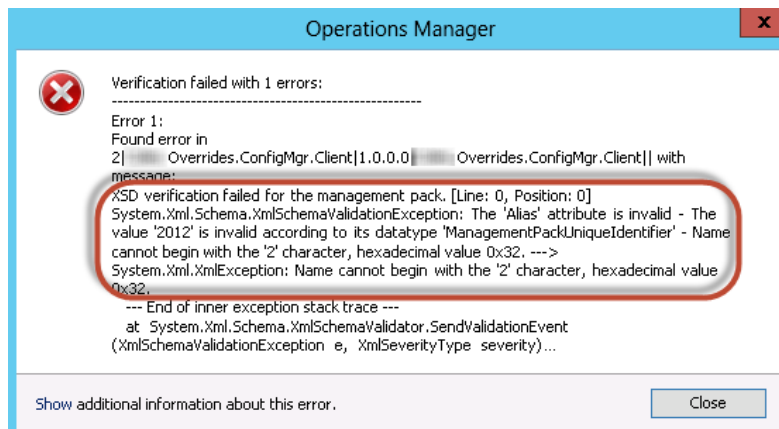 Operations Manager
x
Verification failed with 1 errors:
-------------------------------------------------------
Error 1:
Found error in
2| Overrides.ConfigMgr.Client|1.0.0.0 Overrides.ConfigMgr.Client|| with
message:
XSD verification failed for the management pack. [Line: 0, Position: 0]
System.Xml.Schema.XmlSchemaValidationException: The 'Alias' attribute is invalid - The
value '2012' is invalid according to its datatype 'ManagementPackUniqueIdentifier' - Name
cannot begin with the '2' character, hexadecimal value 0x32. --->
System.Xml.XmlException: Name cannot begin with the '2' character, hexadecimal value
0x32.
--- End of inner exception stack trace ---
at System.Xml.Schema.XmlSchemaValidator.SendValidationEvent
(XmlSchemaValidationException e, XmlSeverityType severity)...
Show additional information about this error.
Close